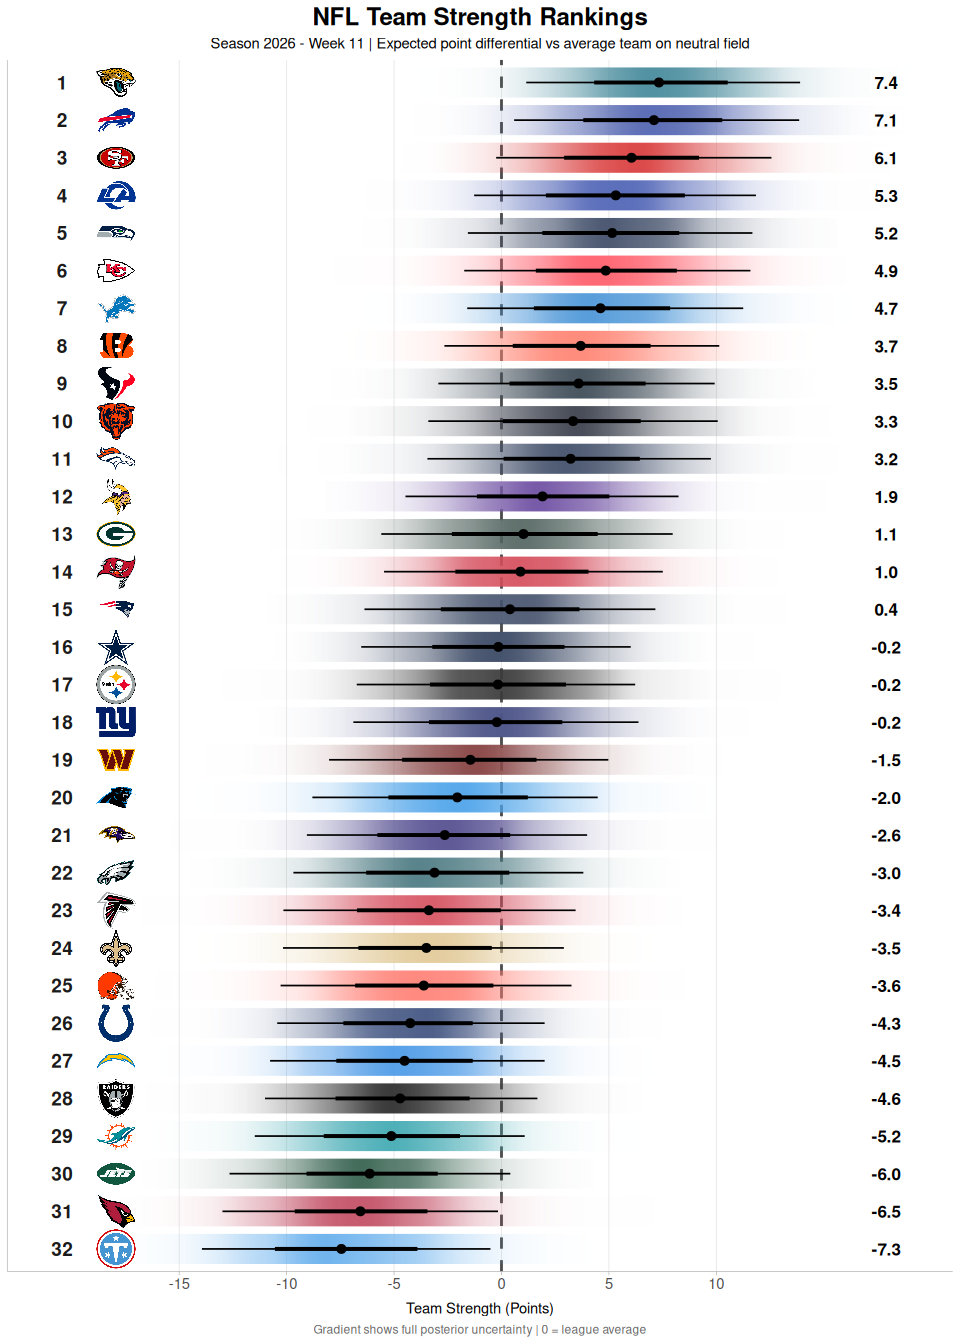 NFL Team Strength Rankings
Season 2026 - Week 11 | Expected point differential vs average team on neutral field
1 7.4
2 7.1
3 SF 6.1
4 LA 5.3
5 5.2
6 KC 4.9
7 4.7
8 B 3.7
9 3.5
10 3.3
11 3.2
12 1.9
13 G 1.1
14 1.0
15 0.4
16 -0.2
17 -0.2
18 ny -0.2
19 W -1.5
20 -2.0
21 -2.6
22 -3.0
23 -3.4
24 -3.5
25 -3.6
26 -4.3
27 -4.5
28 RAIDERS -4.6
29 -5.2
30 JETS -6.0
31 -6.5
32 T -7.3
-15 -10 -5 0 5 10
Team Strength (Points)
Gradient shows full posterior uncertainty | 0 = league average